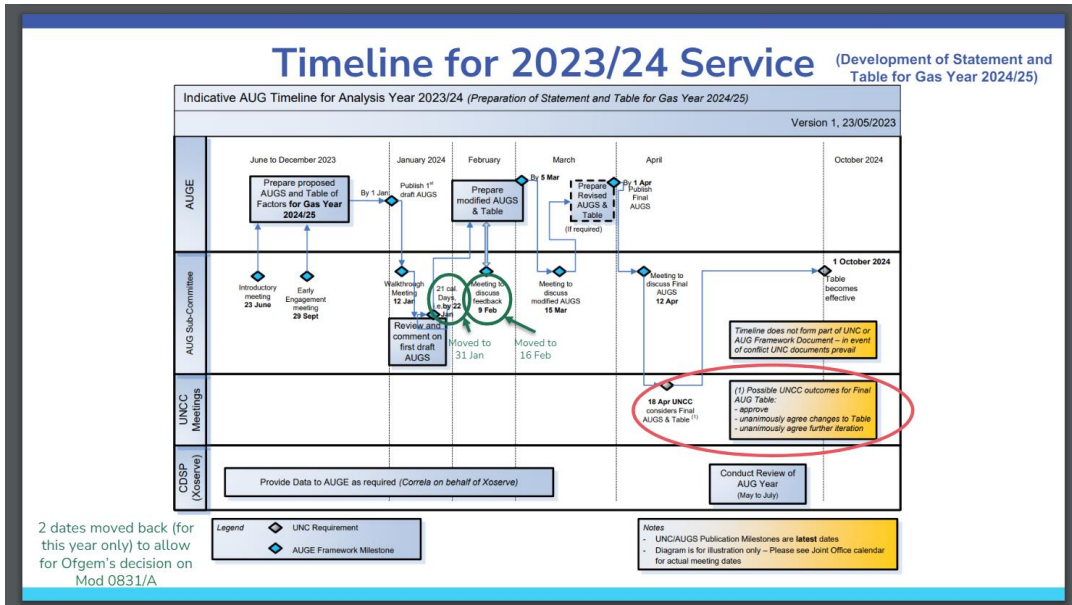 Timeline for 2023/24 Service
(Development of Statement and
Table for Gas Year 2024/25)
Indicative AUG Timeline for Analysis Year 2023/24 (Preparation of Statement and Table for Gas Year 2024/25)
Version 1, 23/05/2023
AUGE
June to December 2023
January 2024
February
March
April
October 2024
Prepare proposed
AUGS and Table of
Factors for Gas Year
2024/25
By 1 Jan
Publish 1st
draft AUGS
Prepare
modified AUGS
& Table
By 5 Mar
Prepare
Revised
AUGS &
Table
(If required)
By 1 Apr
Publish
Final
AUGS
AUG Sub-Committee
Introductory
meeting
23 June
Early
Engagement
meeting
29 Sept
Walkthrough
Meeting
12 Jan
21 cal.
Days,
i.e. by 22
Jan
Review and
comment on
first draft
AUGS
Meeting to
discuss
feedback
9 Feb
Moved to
31 Jan
Moved to
16 Feb
Meeting to
discuss
modified AUGS
15 Mar
Meeting to
discuss Final
AUGS
12 Apr
1 October 2024
Table
becomes
effective
Timeline does not form part of UNC or
AUG Framework Document – in event
of conflict UNC documents prevail
UNCC
Meetings
18 Apr UNCC
considers Final
AUGS & Table (1)
(1) Possible UNCC outcomes for Final
AUG Table:
- approve
- unanimously agree changes to Table
- unanimously agree further iteration
CDSP
(Xoserve)
Provide Data to AUGE as required (Correla on behalf of Xoserve)
Conduct Review of
AUG Year
(May to July)
2 dates moved back (for
this year only) to allow
for Ofgem's decision on
Mod 0831/A
Legend
UNC Requirement
AUGE Framework Milestone
Notes
- UNC/AUGS Publication Milestones are latest dates
- Diagram is for illustration only – Please see Joint Office calendar
for actual meeting dates